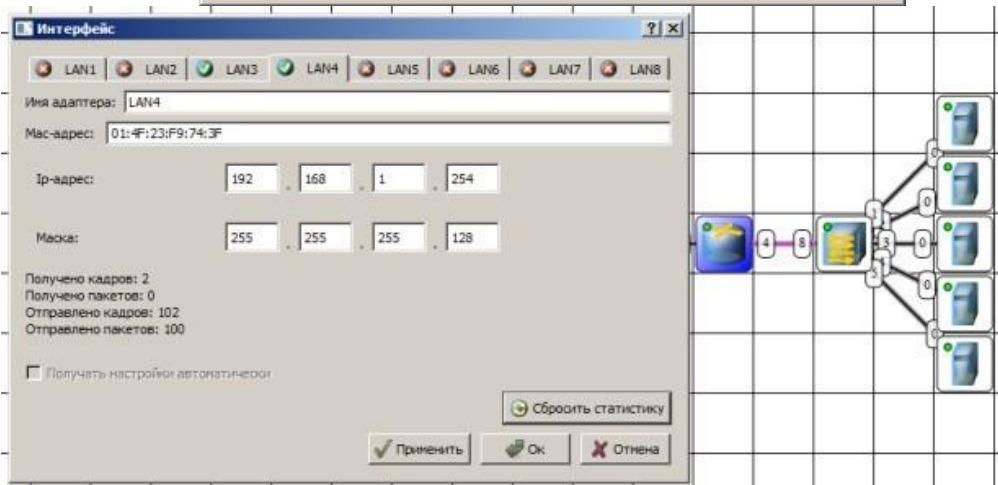 Интерфейс
LAN1 LAN2 LAN3 LAN4 LAN5 LAN6 LAN7 LAN8
Имя адаптера: LAN4
Mac-адрес: 01:4F:23:F9:74:3F
Ip-адрес: 192 . 168 . 1 . 254
Маска: 255 . 255 . 255 . 128
Получено кадров: 2
Получено пакетов: 0
Отправлено кадров: 102
Отправлено пакетов: 100
Получать настройки автоматически
Сбросить статистику
Применить Ок Отмена
4 8
1
3 0
5
0
0
0
0